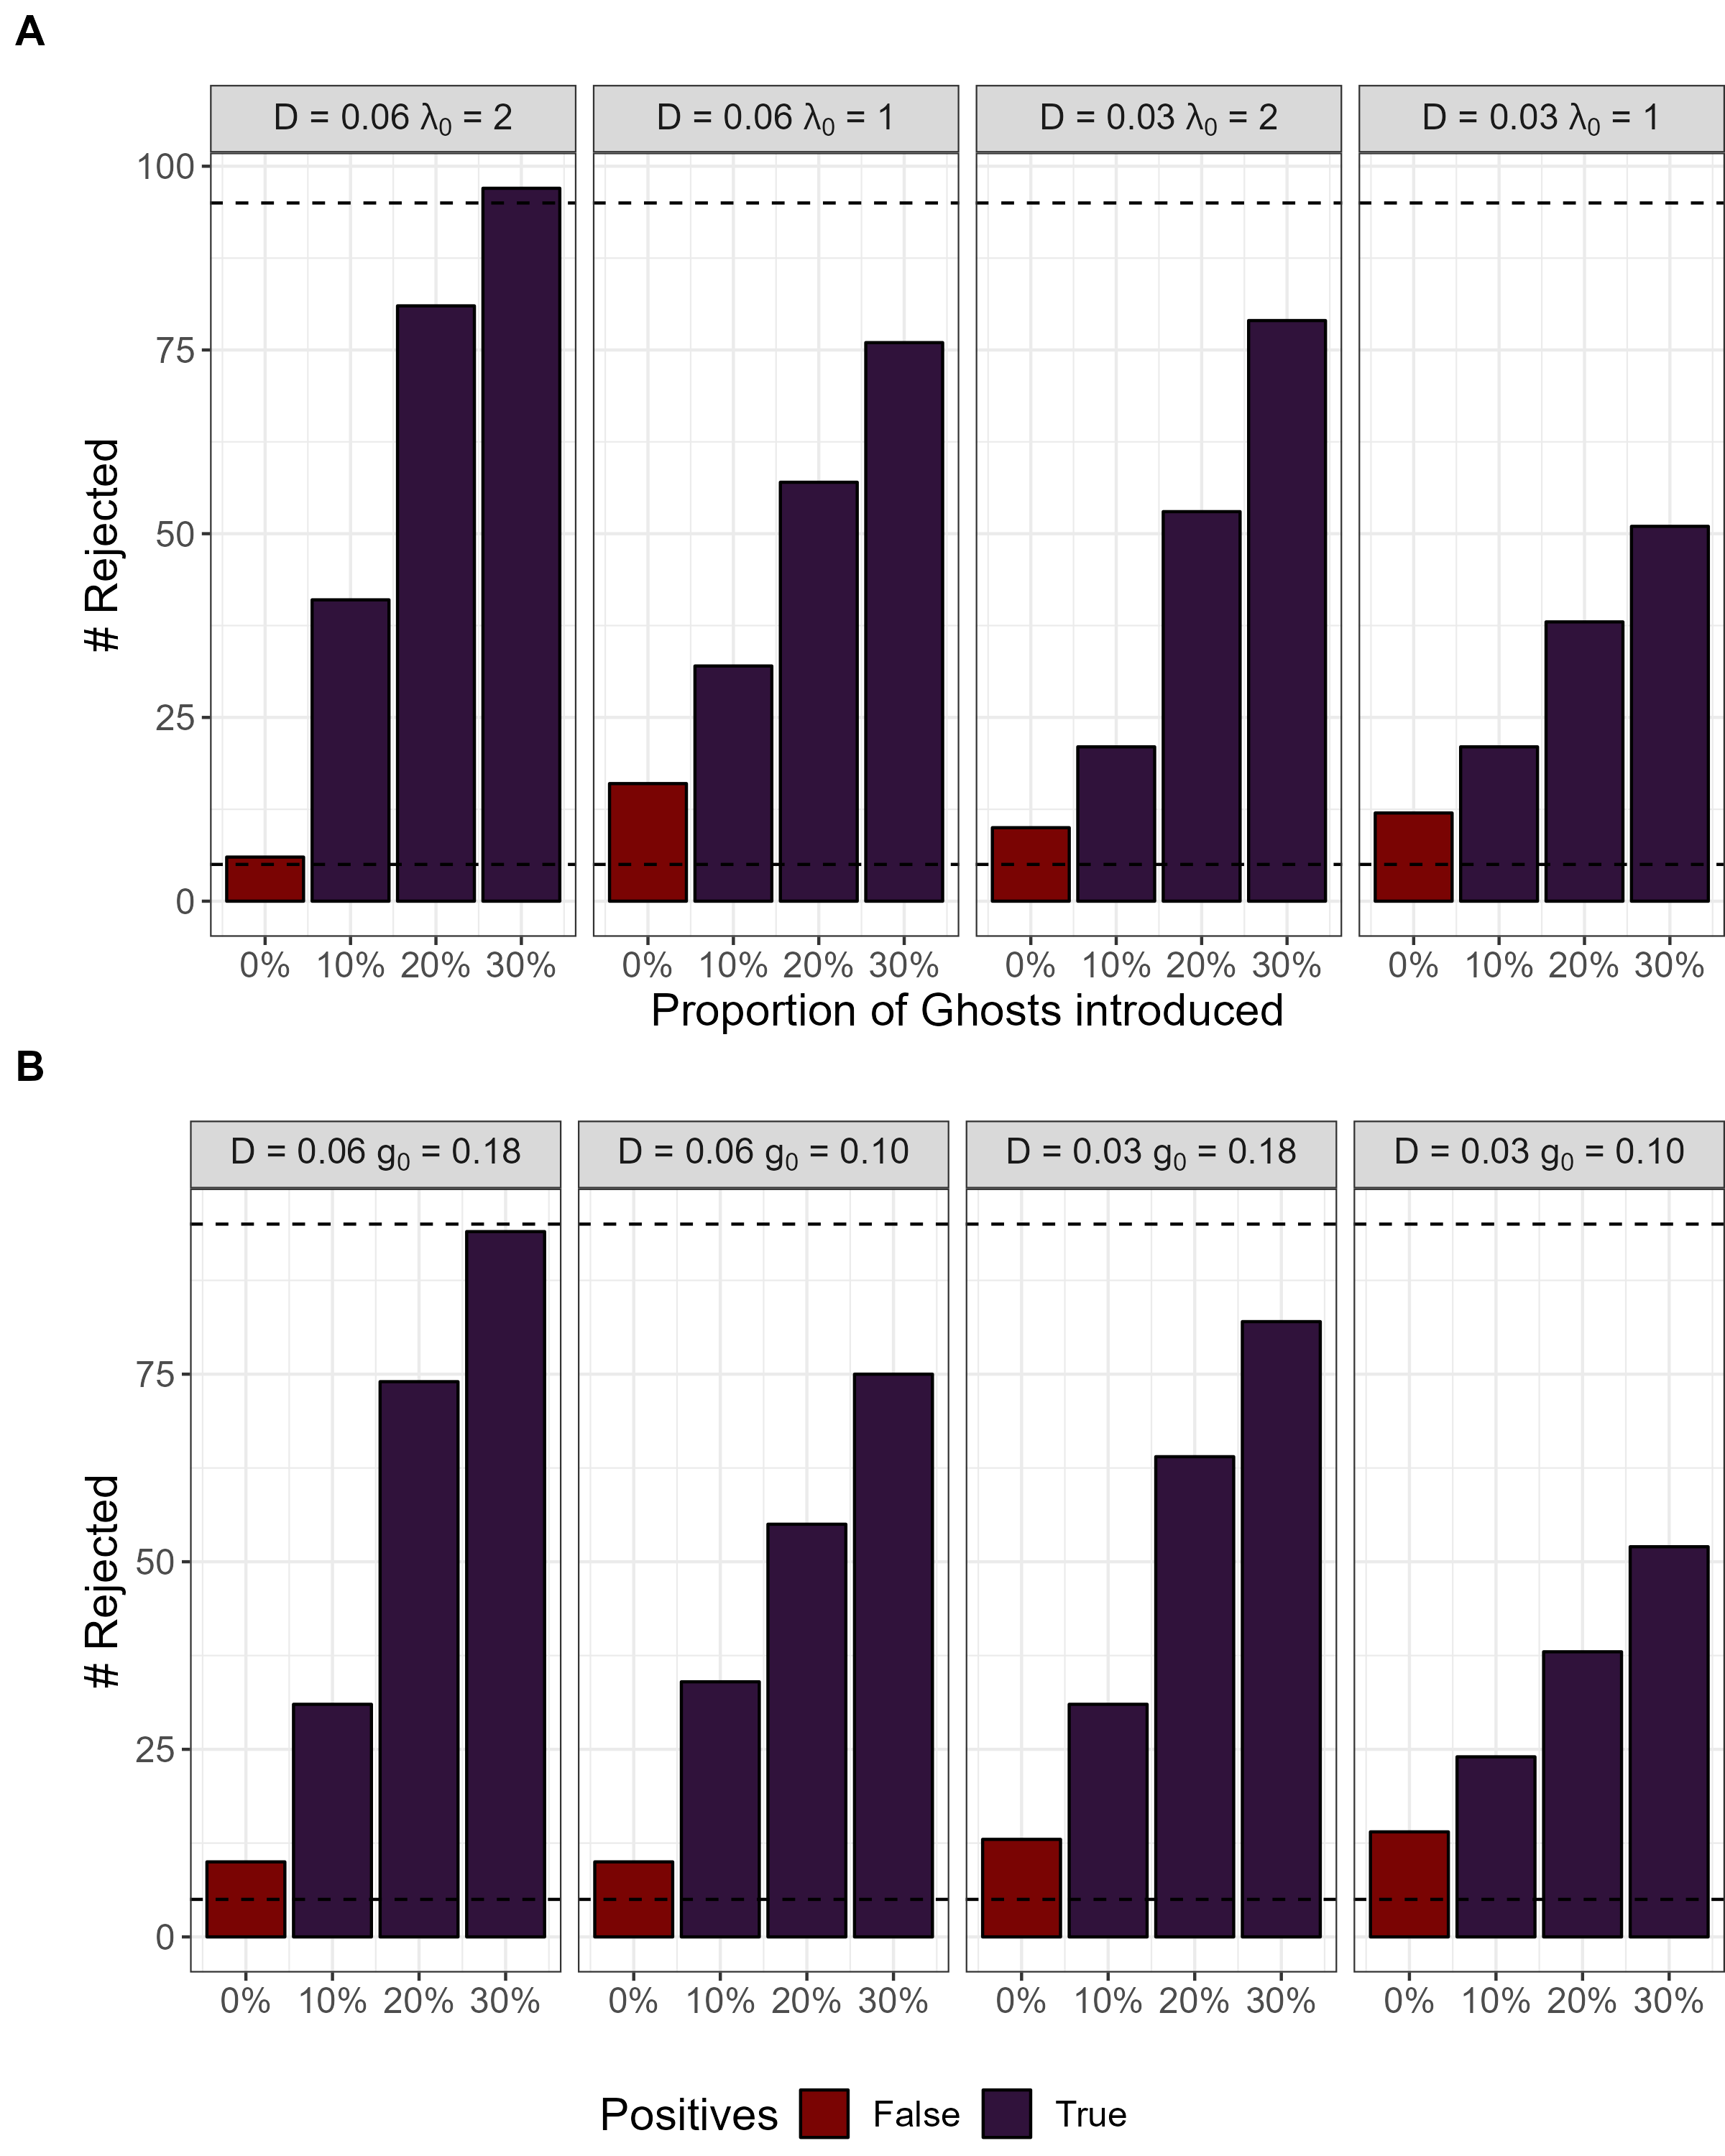 A
D = 0.06 λ₀ = 2
D = 0.06 λ₀ = 1
D = 0.03 λ₀ = 2
D = 0.03 λ₀ = 1
# Rejected
100
75
50
25
0
0% 10% 20% 30%
0% 10% 20% 30%
0% 10% 20% 30%
0% 10% 20% 30%
Proportion of Ghosts introduced
B
D = 0.06 g₀ = 0.18
D = 0.06 g₀ = 0.10
D = 0.03 g₀ = 0.18
D = 0.03 g₀ = 0.10
# Rejected
75
50
25
0
0% 10% 20% 30%
0% 10% 20% 30%
0% 10% 20% 30%
0% 10% 20% 30%
Positives False True